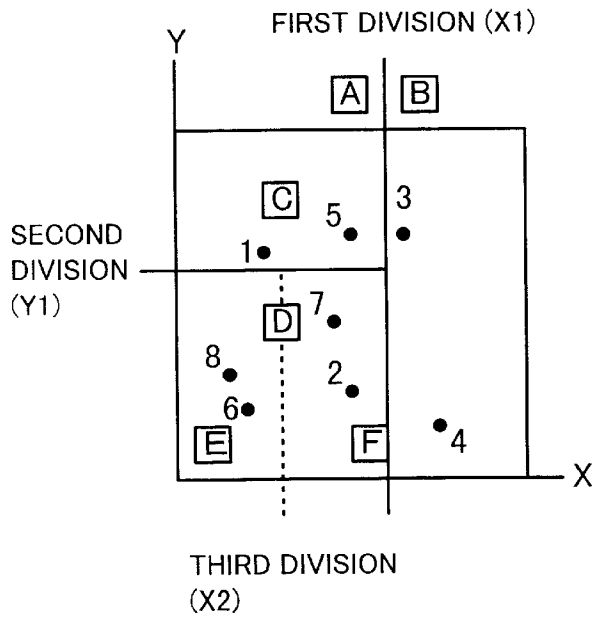 FIRST DIVISION (X1)
Y
A B
C
5 3
1
SECOND
DIVISION
(Y1)
D 7
8
2
6
E F
4
X
THIRD DIVISION
(X2)